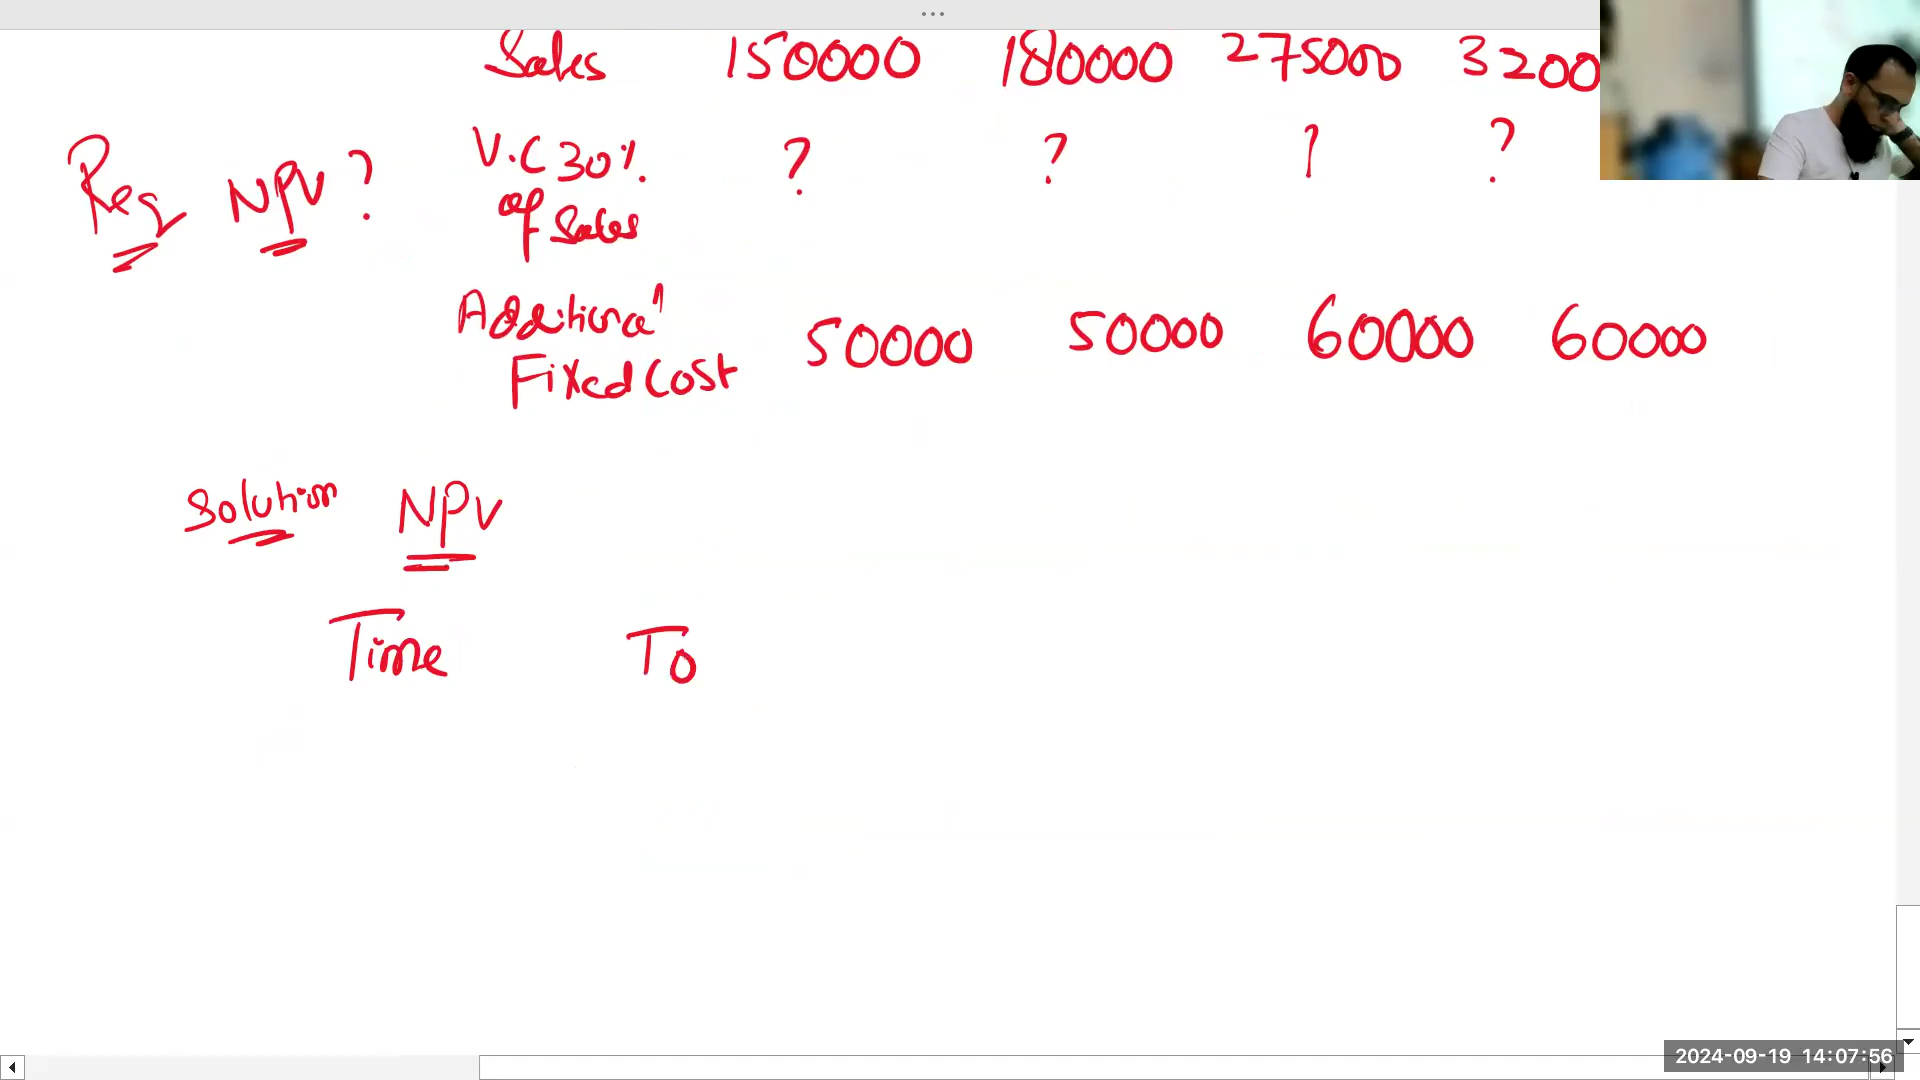 Sales 150000 180000 275000 3200
Req NPV? V.C 30% ? ? ? ?
of Sales
Additional 50000 50000 60000 60000
Fixed Cost
Solution NPV
Time To
2024-09-19 14:07:56